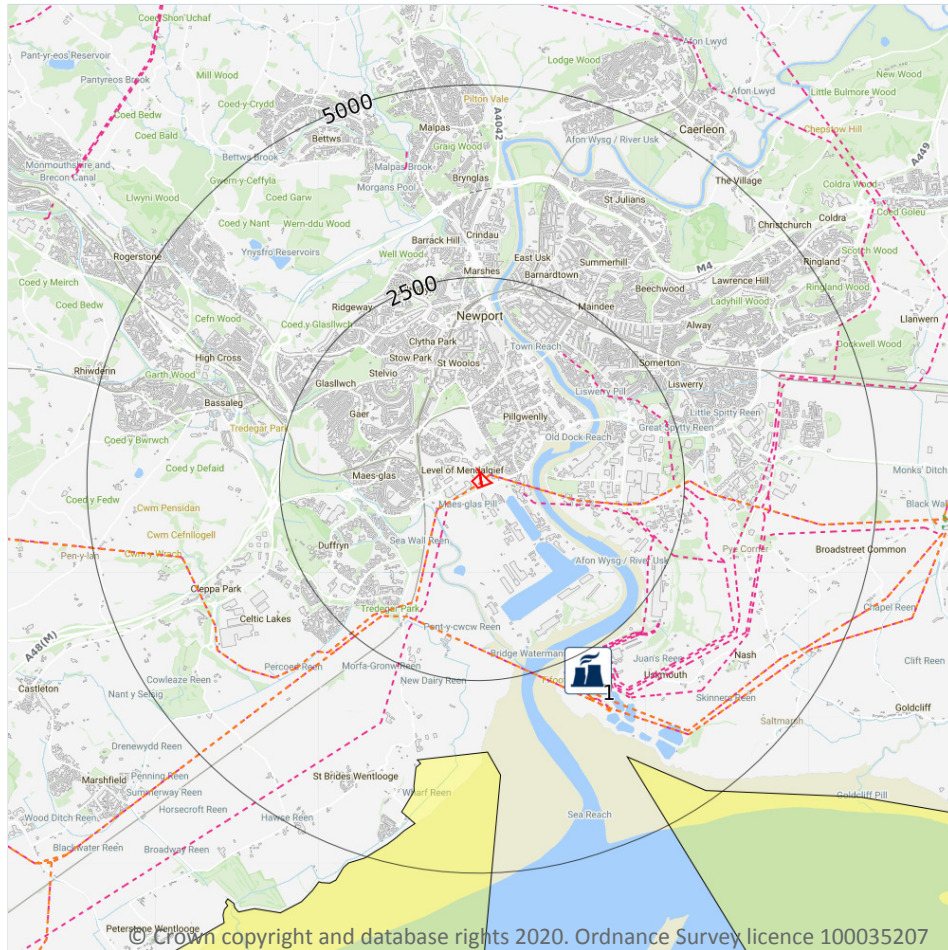 Coed Shon Uchaf
Pant-yr-eos Reservoir
Mill Wood
Pantyreos Brook
Coed-y-Crydd
Coed Bedw
Coed Bald
5000
Pilton Vale
A4042
Lodge Wood
Afon Lwyd
New Wood
Little Bulmore Wood
Afon Lwyd
Chepstow Hill
Bettws
Malpas
Graig Wood
Afon Wysg / River Usk
Caerleon
A449
Bettws Brook
Malpas Brook
Monmouthshire and
Brecon Canal
Gwern-y-Ceffyla
Morgans Pool
Brynglas
The Village
Coldra Wood
Llwyni Wood
Coed Garw
St Julians
Coldra
Coed Goleu
Coed y Nant
Wern-ddu Wood
Christchurch
Barrack Hill
Crindau
Scotch Wood
Rogerstone
Ynysfro Reservoirs
Well Wood
East Usk
Summerhill
M4
Ringland
Coed y Meirch
Marshes
Barnardtown
Lawrence Hill
Ringland Wood
Coed Bedw
2500
Beechwood
Ladyhill Wood
Ridgeway
Maindee
Cefn Wood
Newport
Llanwern
Coed y Glasllwch
Alway
Clytha Park
Town Reach
Dockwell Wood
High Cross
Stow Park
St Woolos
Somerton
Rhiwderin
Garth Wood
Stelvio
Glasllwch
Liswerry Pill
Liswerry
Bassaleg
Gaer
Pillgwenlly
Little Spitty Reen
Tredegar Park
Great Spytty Reen
Coed y Bwrwch
Old Dock Reach
Coed y Defaid
Maes-glas
Level of Mendalgief
Monks' Ditch
Coed y Fedw
Maes-glas Pill
Black Wall
Cwm Pensidan
Cwm Cefnllogell
Sea Wall Reen
Pen-y-lan
Cwm-y-Wrach
Duffryn
Pye Corner
Broadstreet Common
Afon Wysg / River Usk
Cleppa Park
Celtic Lakes
Tredegar Park
Chapel Reen
Pont-y-cwcw Reen
A48(M)
Bridge Waterman
Juan's Reen
Nash
Percoed Reen
Morfa-Gronw Reen
Clift Reen
Castleton
Cowleaze Reen
New Dairy Reen
Uskmouth
Nant y Selsig
1
Skinners Reen
Goldcliff
Saltmarsh
Drenewydd Reen
Marshfield
Penning Reen
St Brides Wentlooge
Summerway Reen
Wharf Reen
Goldcliff Pill
Horsecroft Reen
Wood Ditch Reen
Hawse Reen
Sea Reach
Blackwater Reen
Broadway Reen
Peterstone Wentlooge
© Crown copyright and database rights 2020. Ordnance Survey licence 100035207